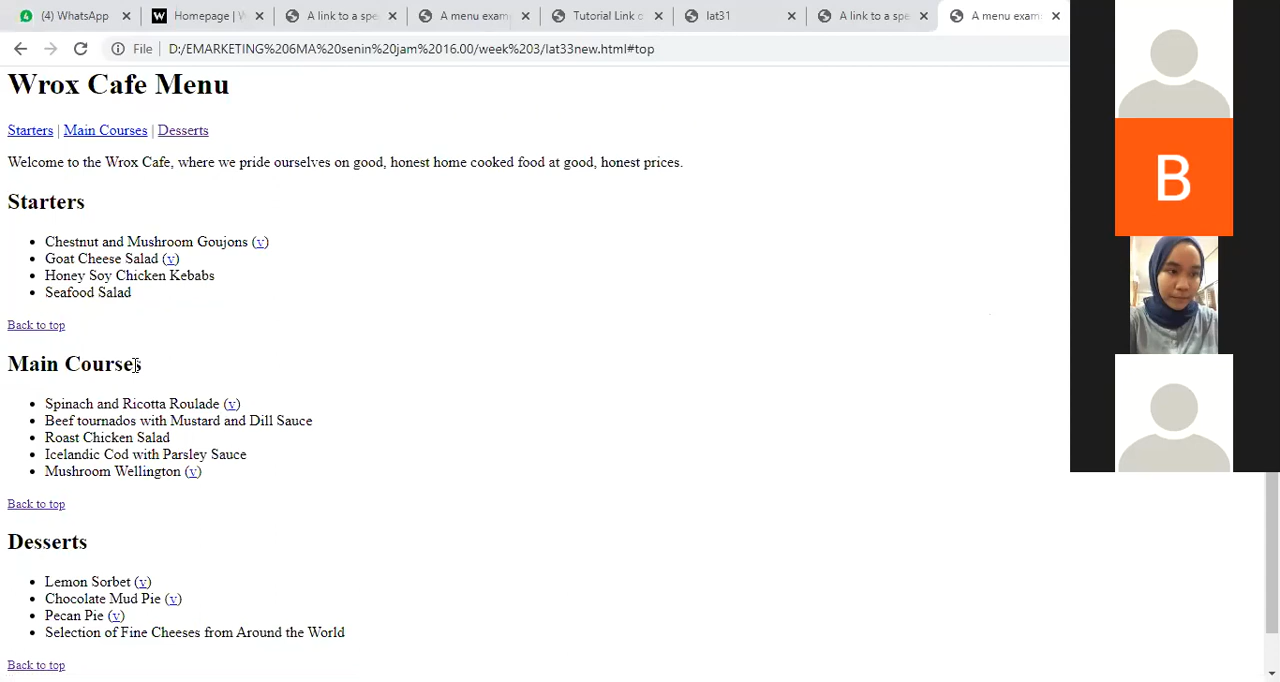 (4) WhatsApp
Homepage | W
A link to a spe
A menu exam
Tutorial Link o
lat31
A link to a spe
A menu exam
File | D:/EMARKETING%206MA%20senin%20jam%2016.00/week%203/lat33new.html#top
Wrox Cafe Menu
Starters | Main Courses | Desserts
Welcome to the Wrox Cafe, where we pride ourselves on good, honest home cooked food at good, honest prices.
Starters
Chestnut and Mushroom Goujons (v)
Goat Cheese Salad (v)
Honey Soy Chicken Kebabs
Seafood Salad
Back to top
Main Courses
Spinach and Ricotta Roulade (v)
Beef tournados with Mustard and Dill Sauce
Roast Chicken Salad
Icelandic Cod with Parsley Sauce
Mushroom Wellington (v)
Back to top
Desserts
Lemon Sorbet (v)
Chocolate Mud Pie (v)
Pecan Pie (v)
Selection of Fine Cheeses from Around the World
Back to top
B